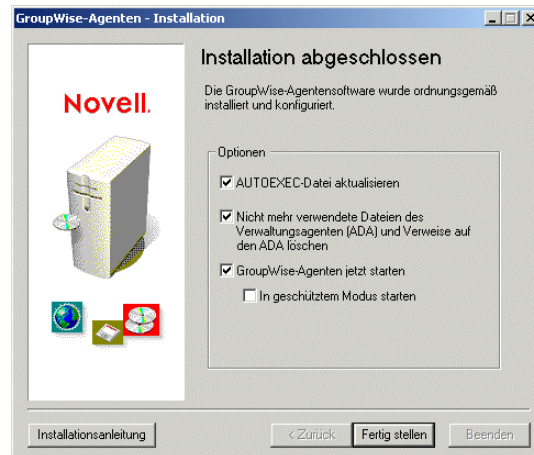 GroupWise-Agenten - Installation
Novell.
Installation abgeschlossen
Die GroupWise-Agentensoftware wurde ordnungsgemäß
installiert und konfiguriert.
Optionen
AUTOEXEC-Datei aktualisieren
Nicht mehr verwendete Dateien des
Verwaltungsagenten (ADA) und Verweise auf
den ADA löschen
GroupWise-Agenten jetzt starten
In geschütztem Modus starten
Installationsanleitung
< Zurück
Fertig stellen
Beenden